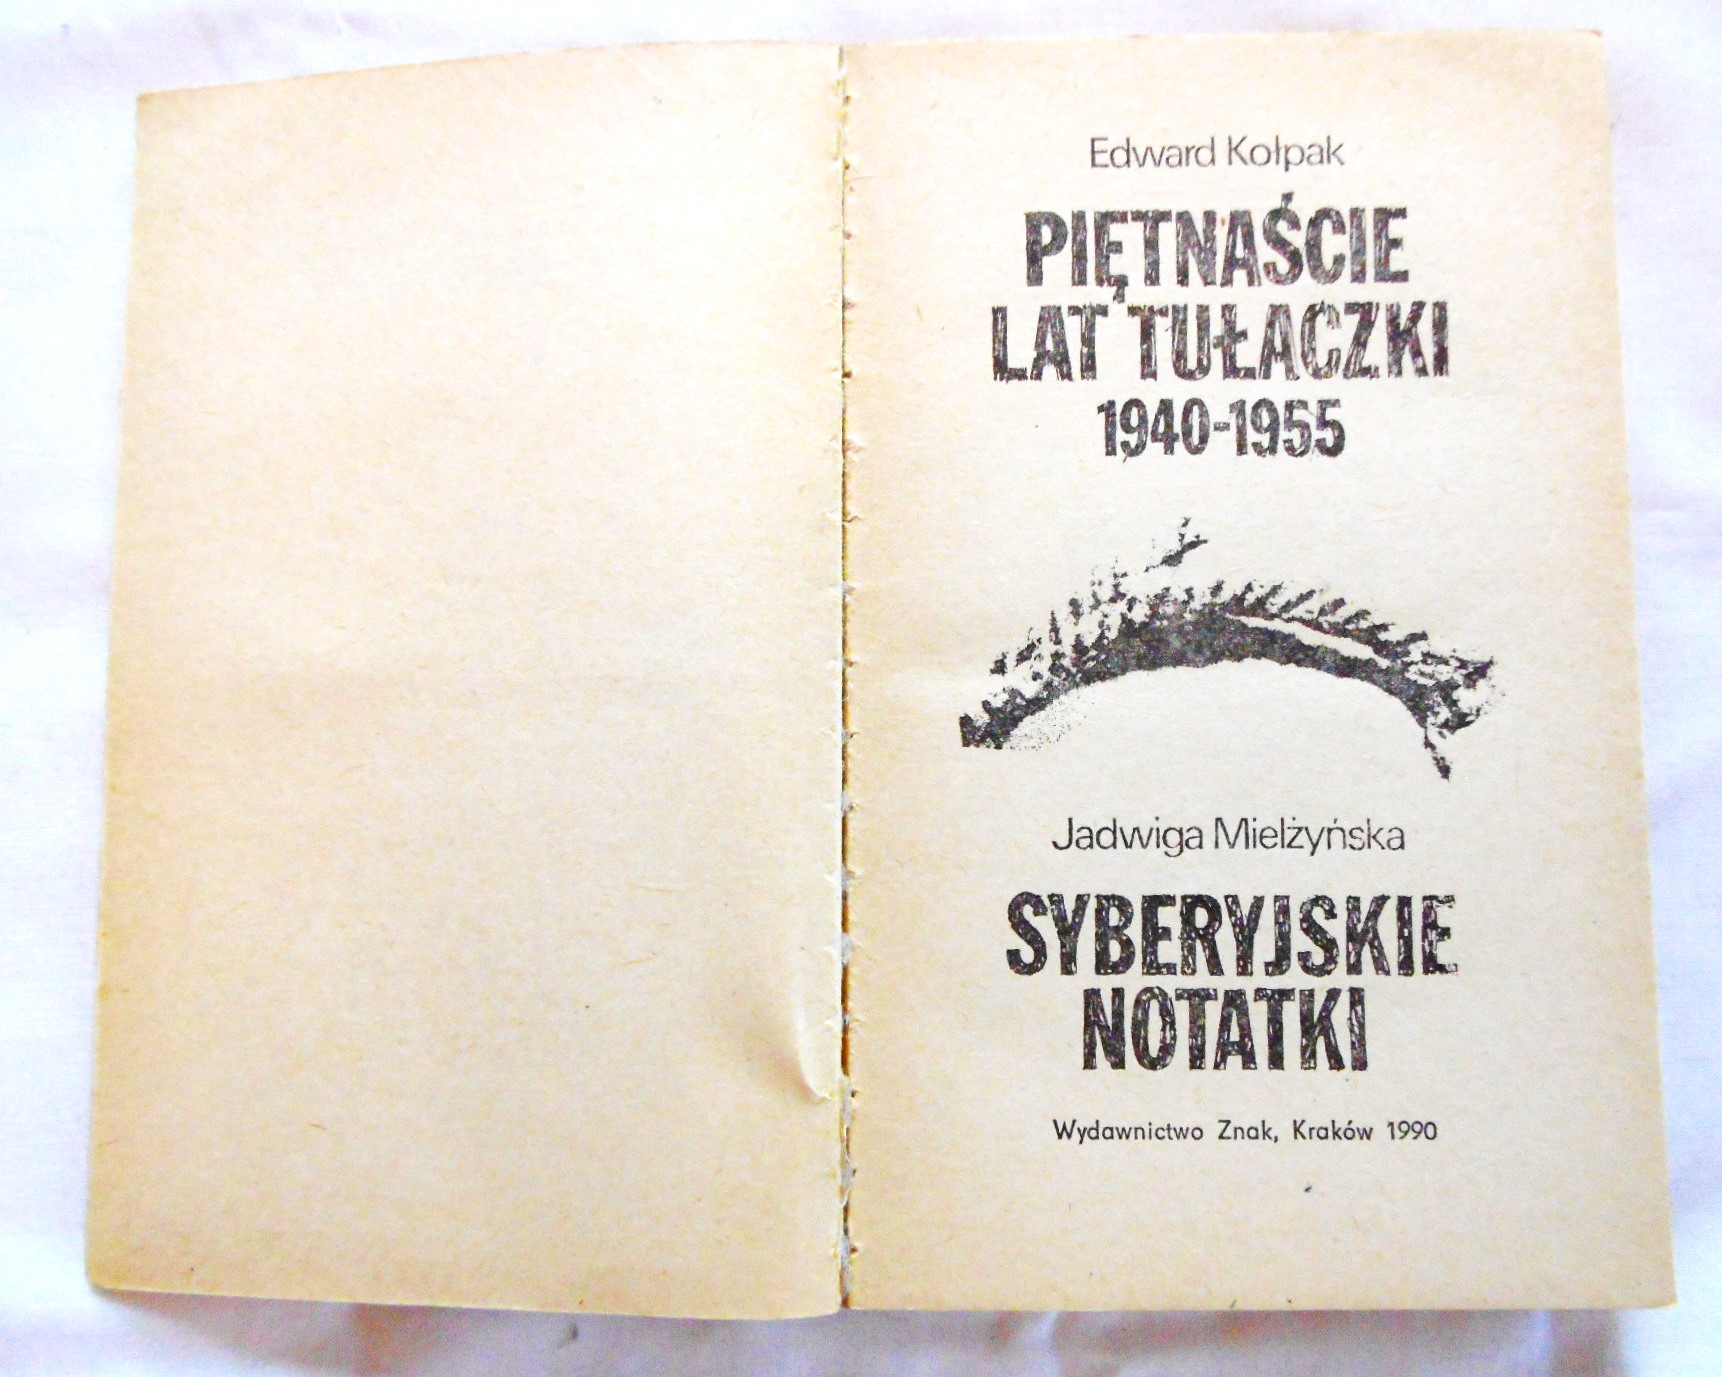 Edward Kołpak
PIĘTNAŚCIE
LAT TUŁACZKI
1940-1955
Jadwiga Mielżyńska
SYBERYJSKIE
NOTATKI
Wydawnictwo Znak, Kraków 1990